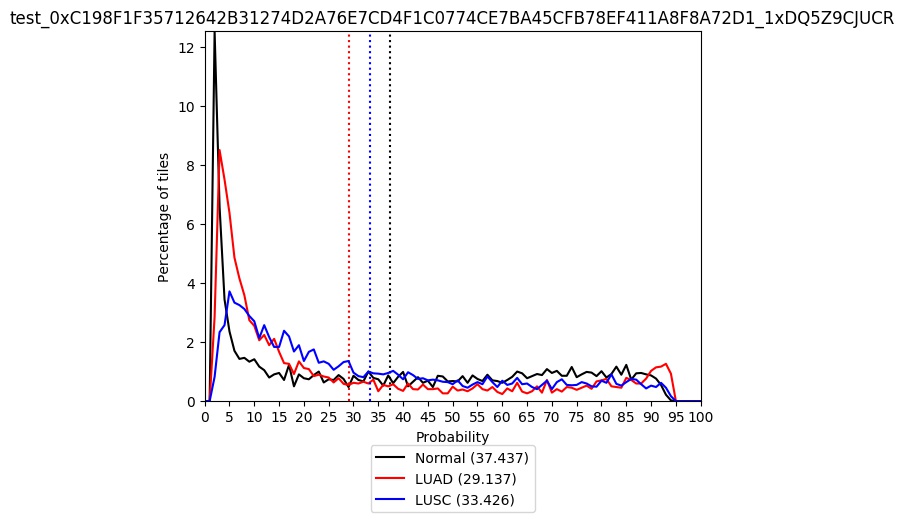 test_0xC198F1F35712642B31274D2A76E7CD4F1C0774CE7BA45CFB78EF411A8F8A72D1_1xDQ5Z9CJUCR
12
10
8
6
4
2
0
Percentage of tiles
0 5 10 15 20 25 30 35 40 45 50 55 60 65 70 75 80 85 90 95 100
Probability
Normal (37.437)
LUAD (29.137)
LUSC (33.426)